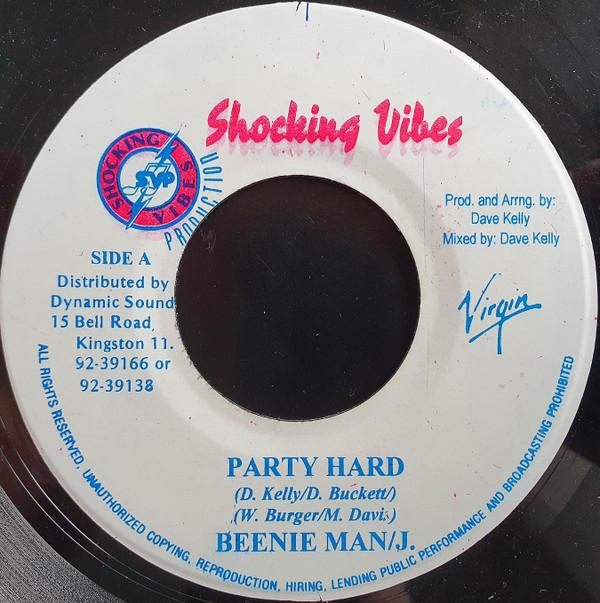 Shocking Vibes
SHOCKING VIBES
SVP
PRODUCTION
Prod. and Arrng. by:
Dave Kelly
Mixed by: Dave Kelly
SIDE A
Distributed by
Dynamic Sound
15 Bell Road,
Kingston 11.
92-39166 or
92-39138
Virgin
PARTY HARD
(D. Kelly/D. Buckett/)
(W. Burger/M. Davis)
BEENIE MAN/J.
ALL RIGHTS RESERVED. UNAUTHORIZED COPYING, REPRODUCTION, HIRING, LENDING PUBLIC PERFORMANCE AND BROADCASTING PROHIBITED